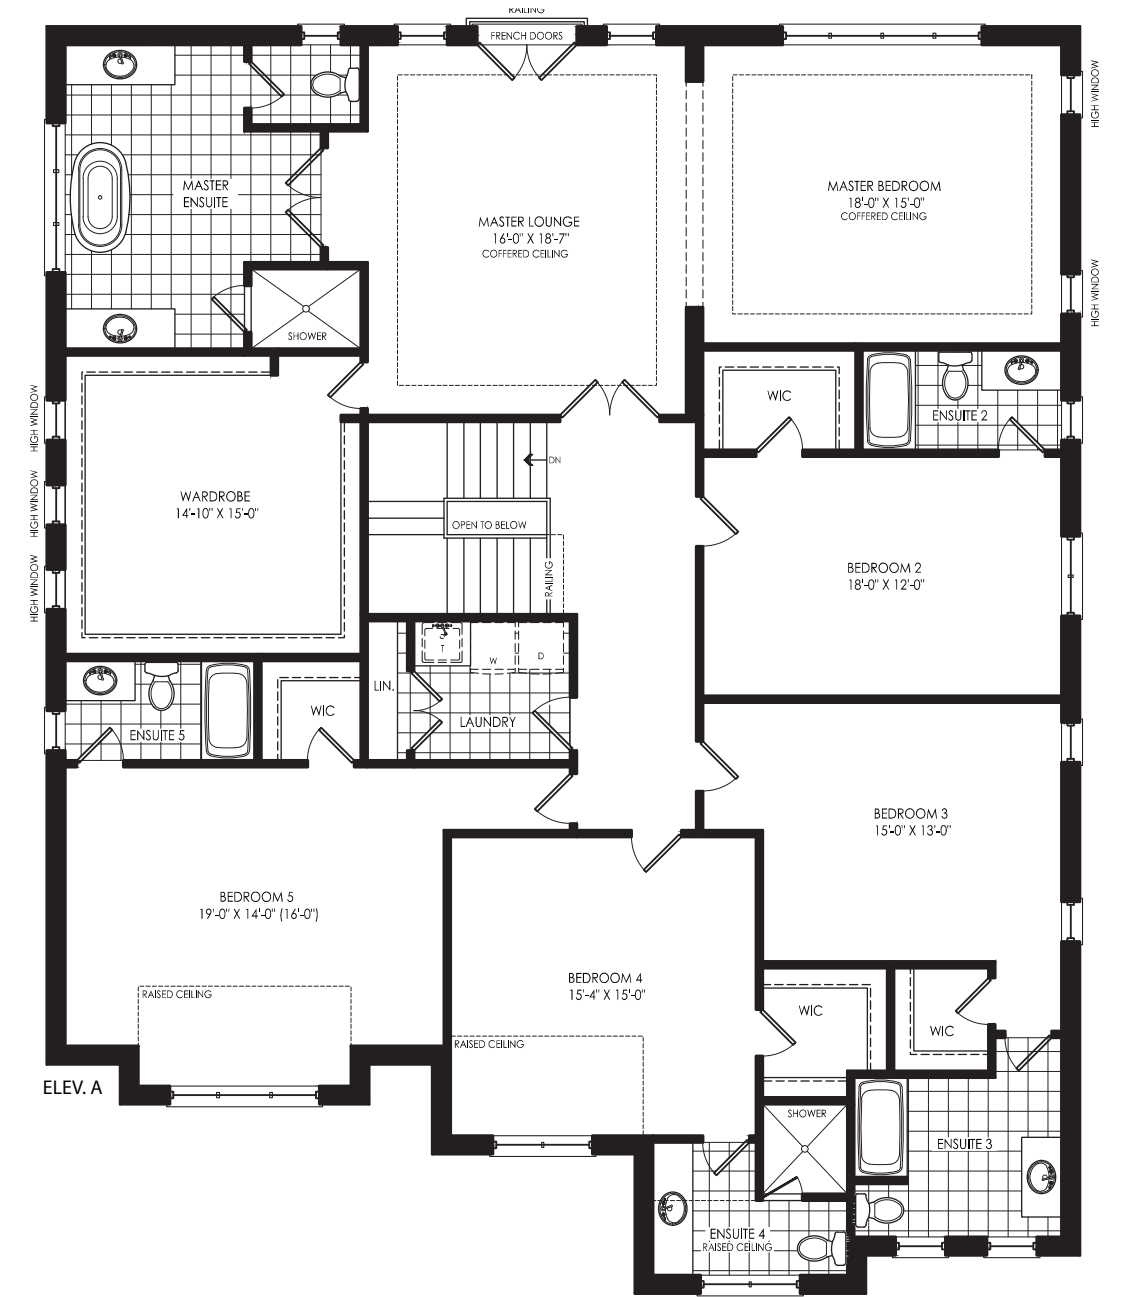 RAILING
FRENCH DOORS
HIGH WINDOW
MASTER
ENSUITE
MASTER LOUNGE
16'-0" X 18'-7"
COFFERED CEILING
MASTER BEDROOM
18'-0" X 15'-0"
COFFERED CEILING
HIGH WINDOW
SHOWER
HIGH WINDOW
WIC
ENSUITE 2
DN
WARDROBE
14'-10" X 15'-0"
HIGH WINDOW
OPEN TO BELOW
RAILING
HIGH WINDOW
BEDROOM 2
18'-0" X 12'-0"
T
W
D
LIN.
WIC
LAUNDRY
ENSUITE 5
BEDROOM 3
15'-0" X 13'-0"
BEDROOM 5
19'-0" X 14'-0" (16'-0")
BEDROOM 4
15'-4" X 15'-0"
RAISED CEILING
WIC
WIC
RAISED CEILING
ELEV. A
SHOWER
ENSUITE 3
ENSUITE 4
RAISED CEILING